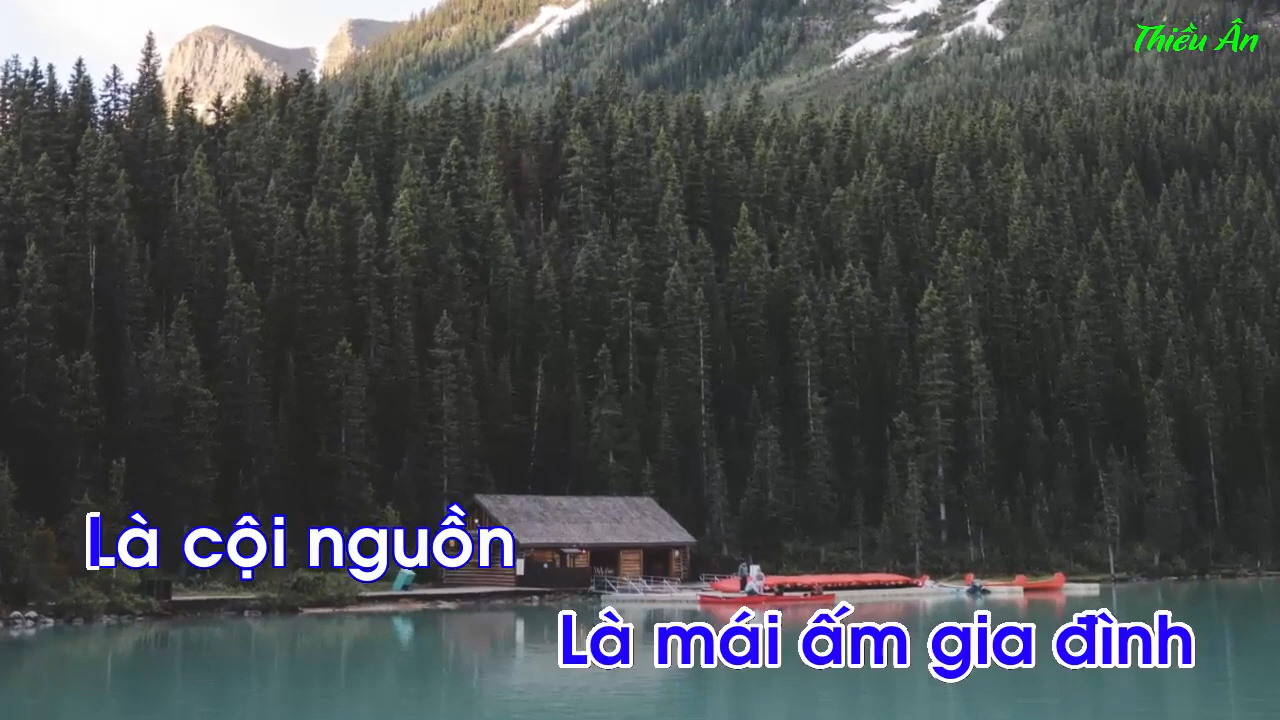 Thiều Ân
Là cội nguồn
Là mái ấm gia đình